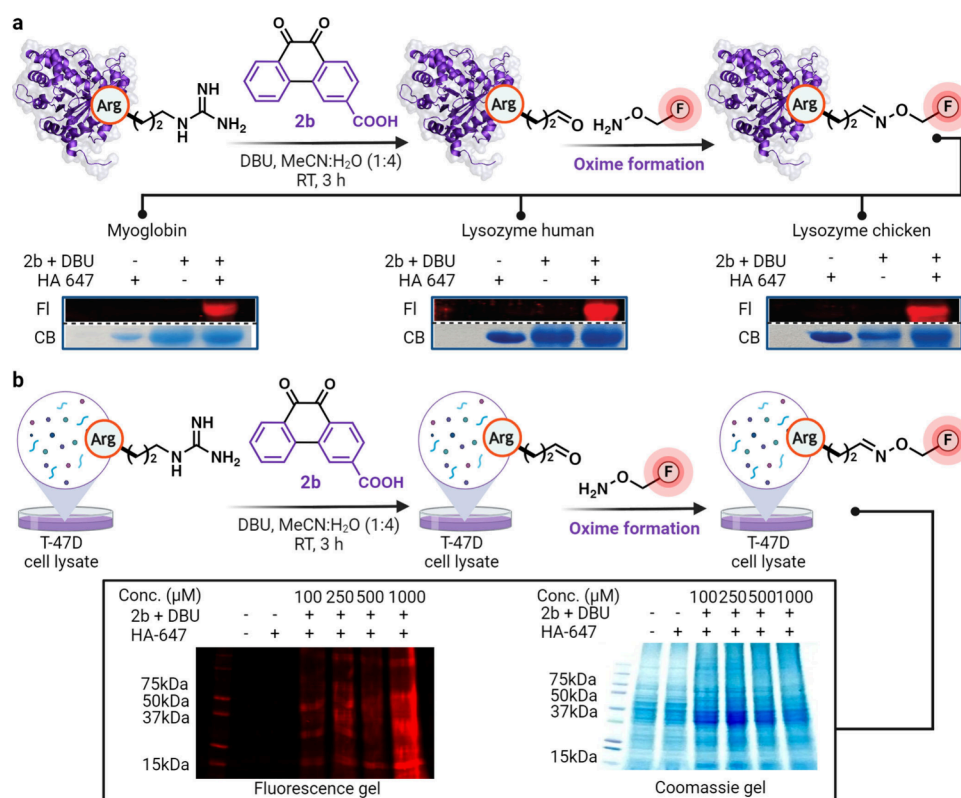 a
Arg
( )2
N
H
NH
NH2
O O
2b
COOH
DBU, MeCN:H2O (1:4)
RT, 3 h
Arg
( )2
O
H2N O F
Oxime formation
Arg
( )2
N O F
Myoglobin
2b + DBU - + +
HA 647 + - +
Fl
CB
Lysozyme human
2b + DBU - + +
HA 647 + - +
Fl
CB
Lysozyme chicken
2b + DBU - + +
HA 647 + - +
Fl
CB
b
Arg
( )2
N
H
NH
NH2
T-47D
cell lysate
O O
2b
COOH
DBU, MeCN:H2O (1:4)
RT, 3 h
Arg
( )2
O
T-47D
cell lysate
H2N O F
Oxime formation
Arg
( )2
N O F
T-47D
cell lysate
Conc. (µM) 100 250 500 1000
2b + DBU - - + + + +
HA-647 - + + + + +
75kDa
50kDa
37kDa
15kDa
Fluorescence gel
Conc. (µM) 100 250 500 1000
2b + DBU - - + + + +
HA-647 - + + + + +
75kDa
50kDa
37kDa
15kDa
Coomassie gel